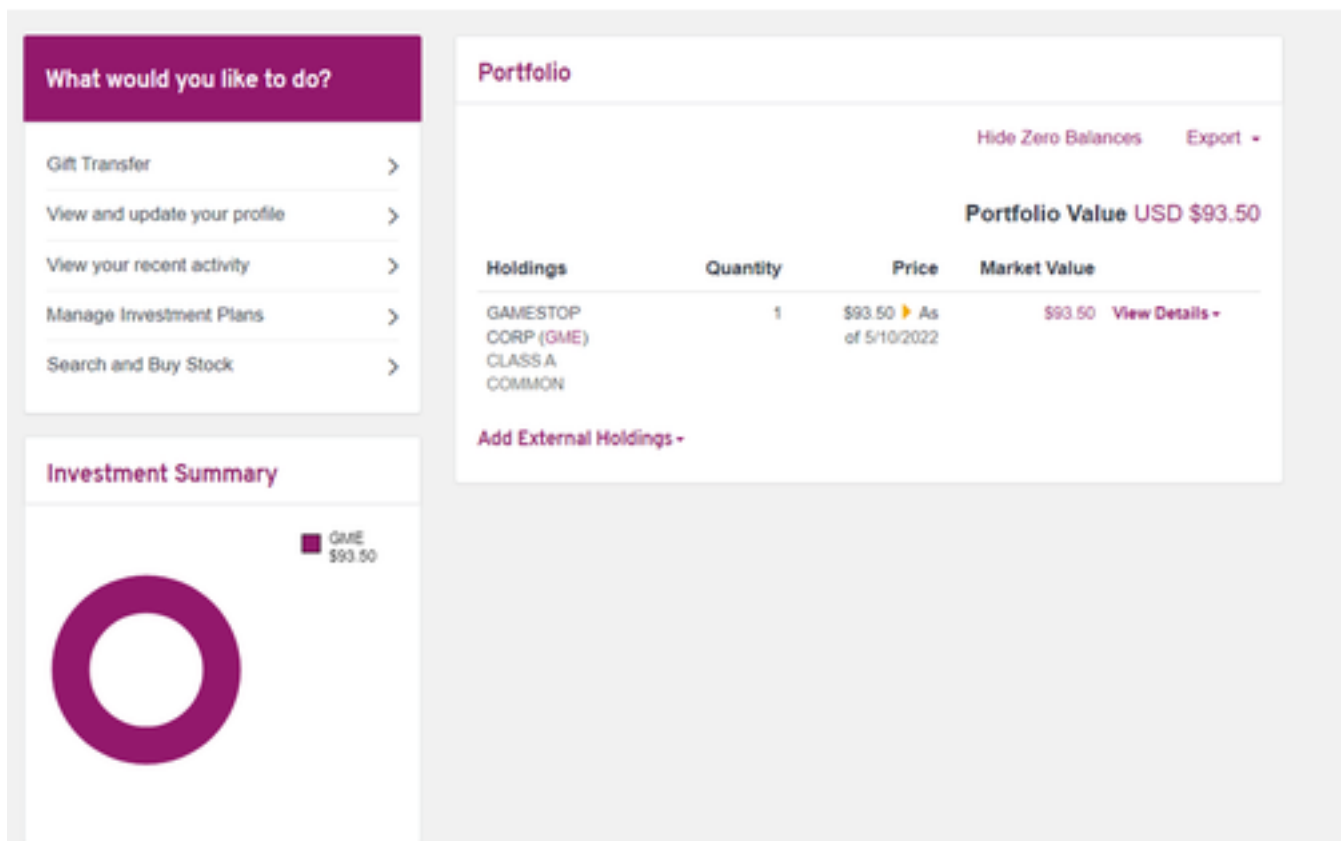 What would you like to do?
Gift Transfer
View and update your profile
View your recent activity
Manage Investment Plans
Search and Buy Stock
Investment Summary
GME
$93.50
Portfolio
Hide Zero Balances Export
Portfolio Value USD $93.50
Holdings Quantity Price Market Value
GAMESTOP 1 $93.50 As $93.50 View Details
CORP (GME) of 5/10/2022
CLASS A
COMMON
Add External Holdings